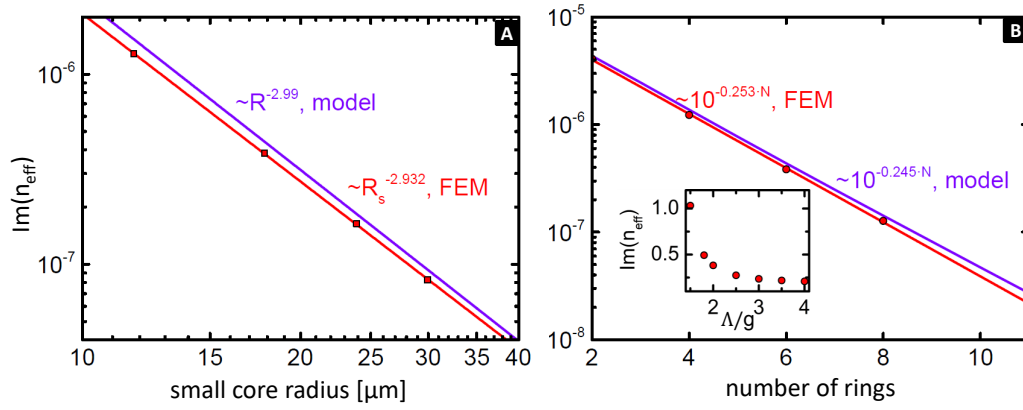 A
Im(n_eff)
10^-6
10^-7
~R^-2.99, model
~R_s^-2.932, FEM
10
15
20
25
30
35
40
small core radius [µm]
B
10^-5
10^-6
10^-7
10^-8
~10^-0.253·N, FEM
~10^-0.245·N, model
Im(n_eff)
1.0
0.5
2
3
4
Λ/g
2
4
6
8
10
number of rings